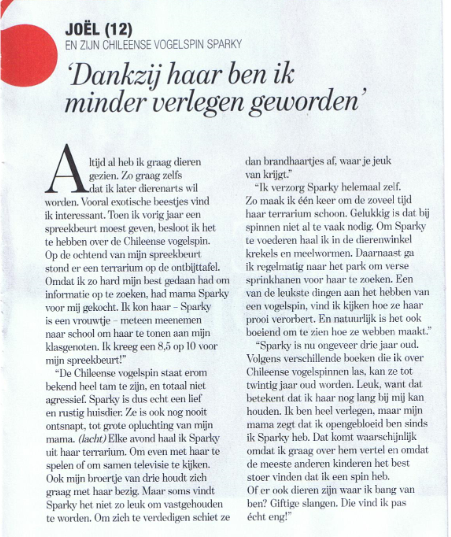 JOËL (12)
EN ZIJN CHILEENSE VOGELSPIN SPARKY
‘Dankzij haar ben ik
minder verlegen geworden’
Altijd al heb ik graag dieren
gezien. Zo graag zelfs
dat ik later dierenarts wil
worden. Vooral exotische beestjes vind
ik interessant. Toen ik vorig jaar een
spreekbeurt moest geven, besloot ik het
te hebben over de Chileense vogelspin.
Op de ochtend van mijn spreekbeurt
stond er een terrarium op de ontbijttafel.
Omdat ik zo hard mijn best gedaan had om
informatie op te zoeken, had mama Sparky
voor mij gekocht. Ik kon haar – Sparky
is een vrouwtje – meteen meenemen
naar school om haar te tonen aan mijn
klasgenoten. Ik kreeg een 8,5 op 10 voor
mijn spreekbeurt!”
“De Chileense vogelspin staat erom
bekend heel tam te zijn, en totaal niet
agressief. Sparky is dus echt een lief
en rustig huisdier. Ze is ook nog nooit
ontsnapt, tot grote opluchting van mijn
mama. (lacht) Elke avond haal ik Sparky
uit haar terrarium. Om even met haar te
spelen of om samen televisie te kijken.
Ook mijn broertje van drie houdt zich
graag met haar bezig. Maar soms vindt
Sparky het niet zo leuk om vastgehouden
te worden. Om zich te verdedigen schiet ze
dan brandhaartjes af, waar je jeuk
van krijgt.”
“Ik verzorg Sparky helemaal zelf.
Zo maak ik één keer om de zoveel tijd
haar terrarium schoon. Gelukkig is dat bij
spinnen niet al te vaak nodig. Om Sparky
te voederen haal ik in de dierenwinkel
krekels en meelwormen. Daarnaast ga
ik regelmatig naar het park om verse
sprinkhanen voor haar te zoeken. Een
van de leukste dingen aan het hebben van
een vogelspin, vind ik kijken hoe ze haar
prooi verorbert. En natuurlijk is het ook
boeiend om te zien hoe ze webben maakt.”
“Sparky is nu ongeveer drie jaar oud.
Volgens verschillende boeken die ik over
Chileense vogelspinnen las, kan ze tot
twintig jaar oud worden. Leuk, want dat
betekent dat ik haar nog lang bij mij kan
houden. Ik ben heel verlegen, maar mijn
mama zegt dat ik opengebloeid ben sinds
ik Sparky heb. Dat komt waarschijnlijk
omdat ik graag over hem vertel en omdat
de meeste anderen kinderen het best
stoer vinden dat ik een spin heb.
Of er ook dieren zijn waar ik bang van
ben? Giftige slangen. Die vind ik pas
écht eng!”